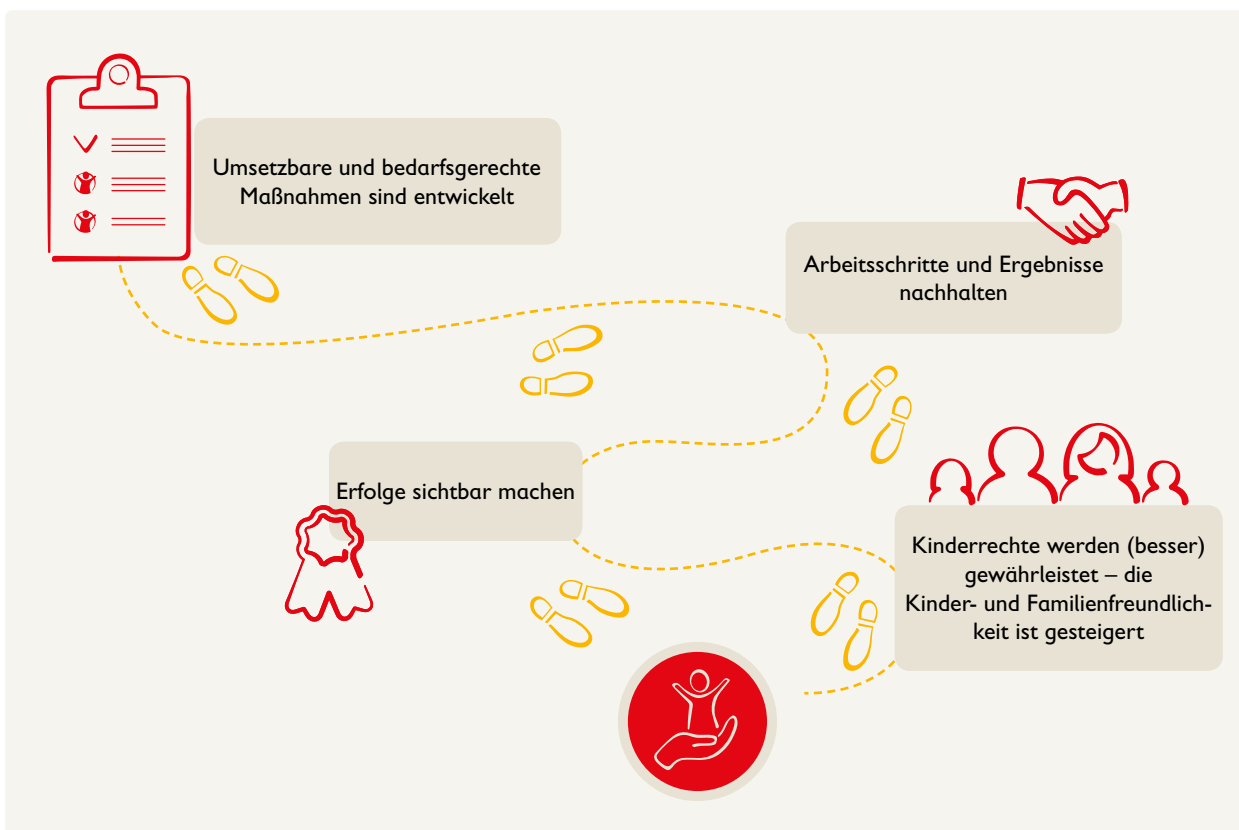 Umsetzbare und bedarfsgerechte
Maßnahmen sind entwickelt
Arbeitsschritte und Ergebnisse
nachhalten
Erfolge sichtbar machen
Kinderrechte werden (besser)
gewährleistet – die
Kinder- und Familienfreundlich-
keit ist gesteigert